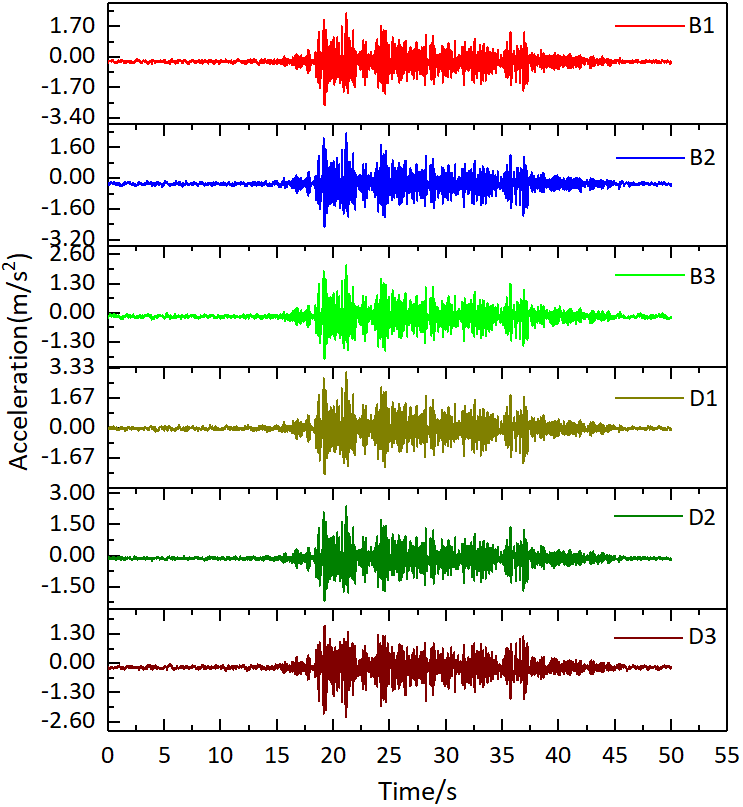 1.70
0.00
-1.70
-3.40
B1
1.60
0.00
-1.60
-3.20
B2
2.60
1.30
0.00
-1.30
B3
3.33
1.67
0.00
-1.67
D1
3.00
1.50
0.00
-1.50
D2
1.30
0.00
-1.30
-2.60
D3
Acceleration(m/s²)
0 5 10 15 20 25 30 35 40 45 50 55
Time/s